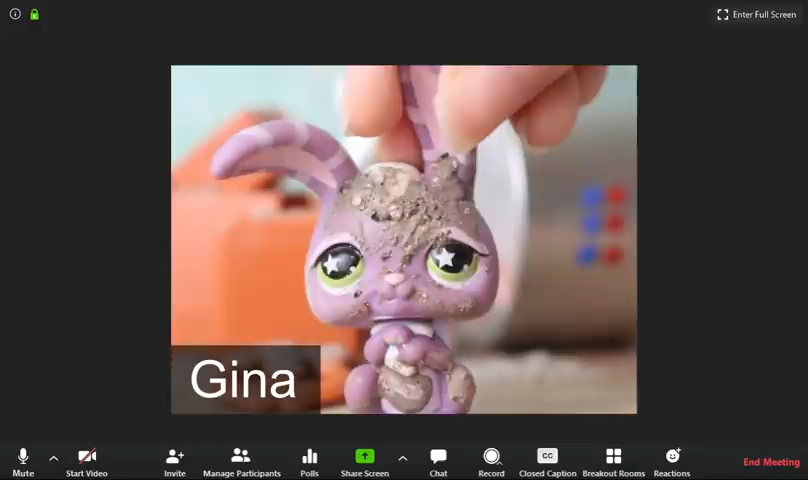 Enter Full Screen
Gina
Mute
Start Video
Invite
Manage Participants
Polls
Share Screen
Chat
Record
CC
Closed Caption
Breakout Rooms
Reactions
End Meeting